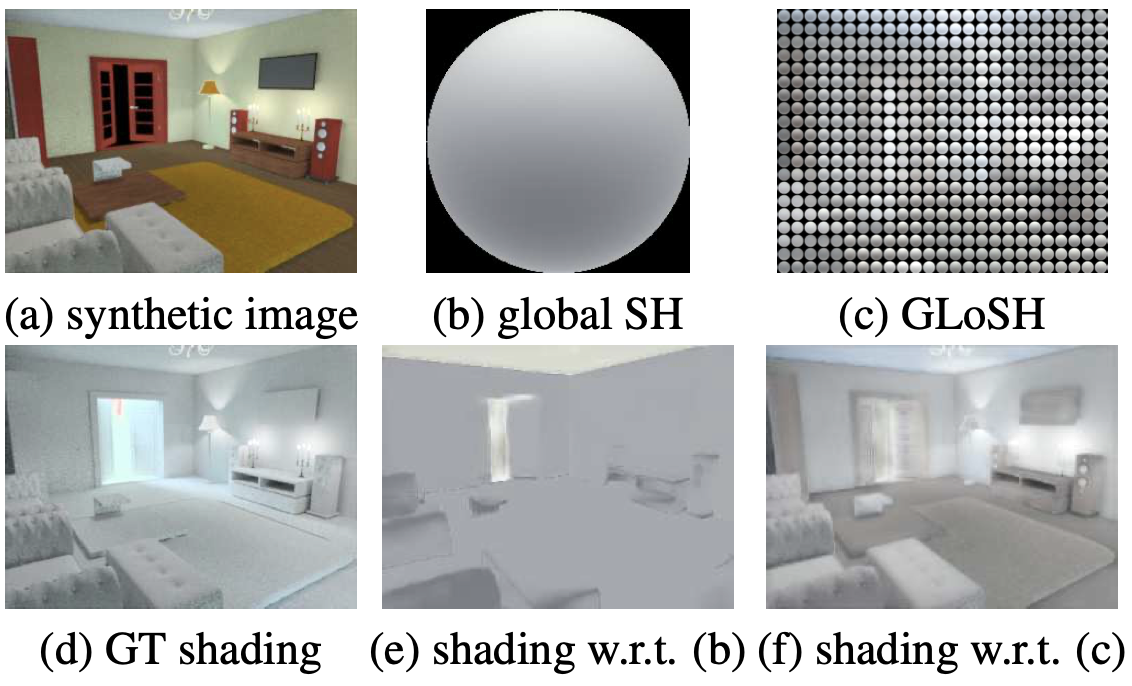 (a) synthetic image
(b) global SH
(c) GLoSH
(d) GT shading
(e) shading w.r.t. (b)
(f) shading w.r.t. (c)